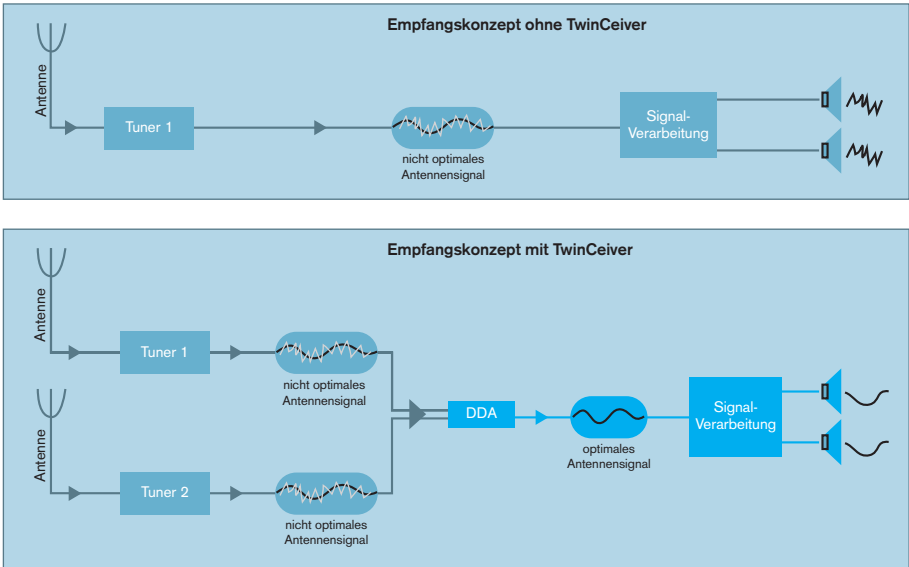 Empfangskonzept ohne TwinCeiver
Antenne
Tuner 1
nicht optimales
Antennensignal
Signal-
Verarbeitung
Empfangskonzept mit TwinCeiver
Antenne
Tuner 1
nicht optimales
Antennensignal
Antenne
Tuner 2
nicht optimales
Antennensignal
DDA
optimales
Antennensignal
Signal-
Verarbeitung